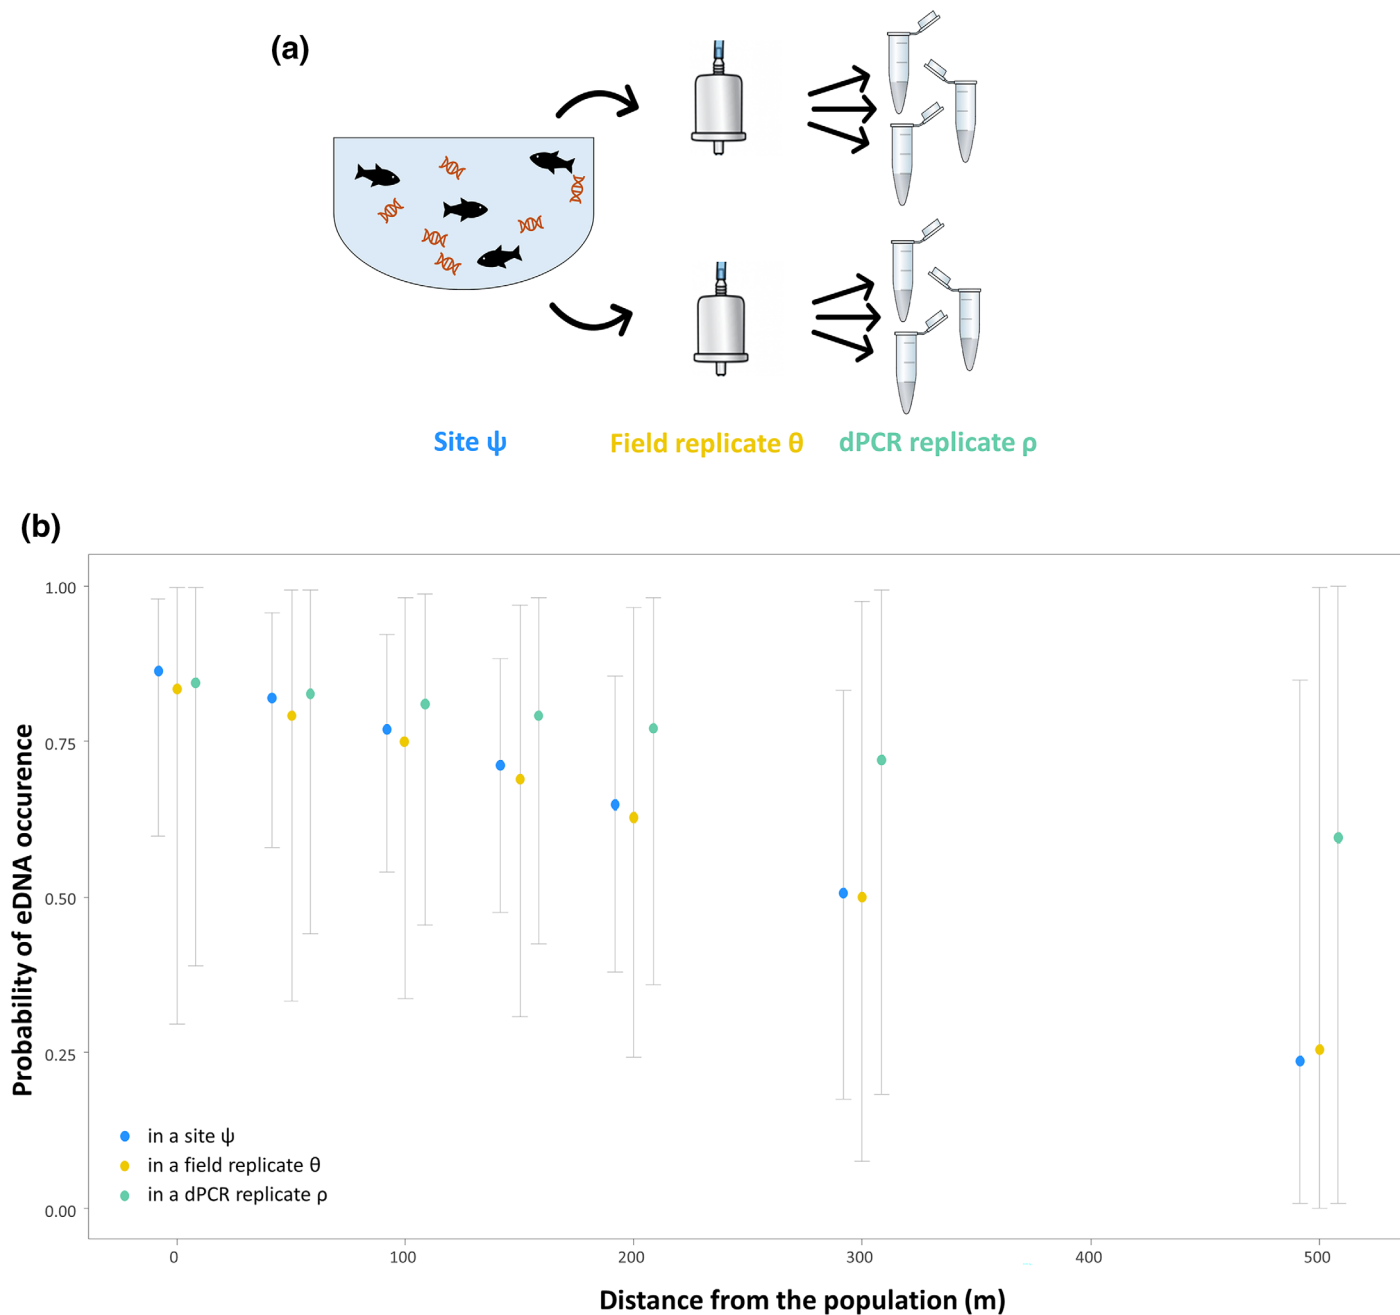 (a)
Site ψ
Field replicate θ
dPCR replicate ρ
(b)
Probability of eDNA occurence
1.00
0.75
0.50
0.25
0.00
in a site ψ
in a field replicate θ
in a dPCR replicate ρ
0
100
200
300
400
500
Distance from the population (m)